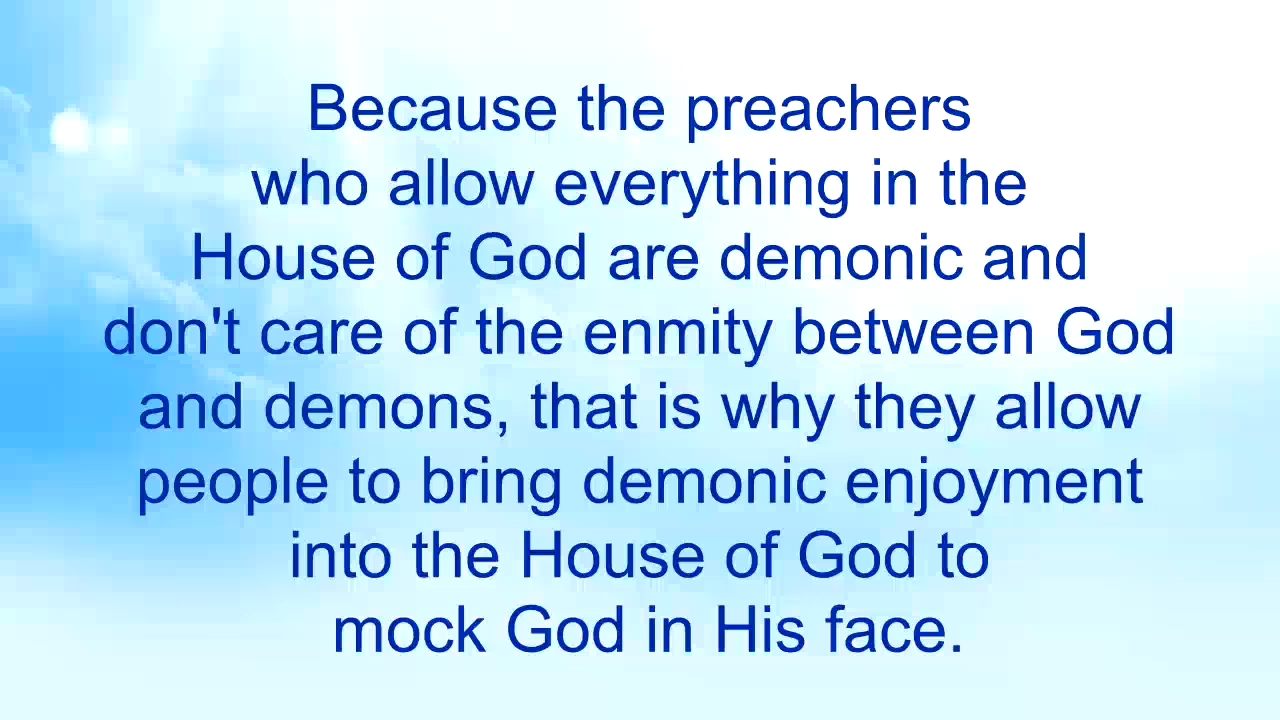 Because the preachers
who allow everything in the
House of God are demonic and
don't care of the enmity between God
and demons, that is why they allow
people to bring demonic enjoyment
into the House of God to
mock God in His face.